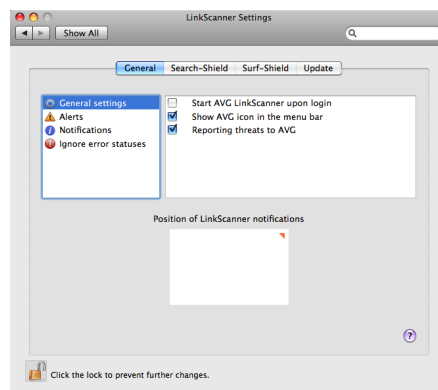 LinkScanner Settings
Show All
General Search-Shield Surf-Shield Update
General settings
Alerts
Notifications
Ignore error statuses
Start AVG LinkScanner upon login
Show AVG icon in the menu bar
Reporting threats to AVG
Position of LinkScanner notifications
?
Click the lock to prevent further changes.